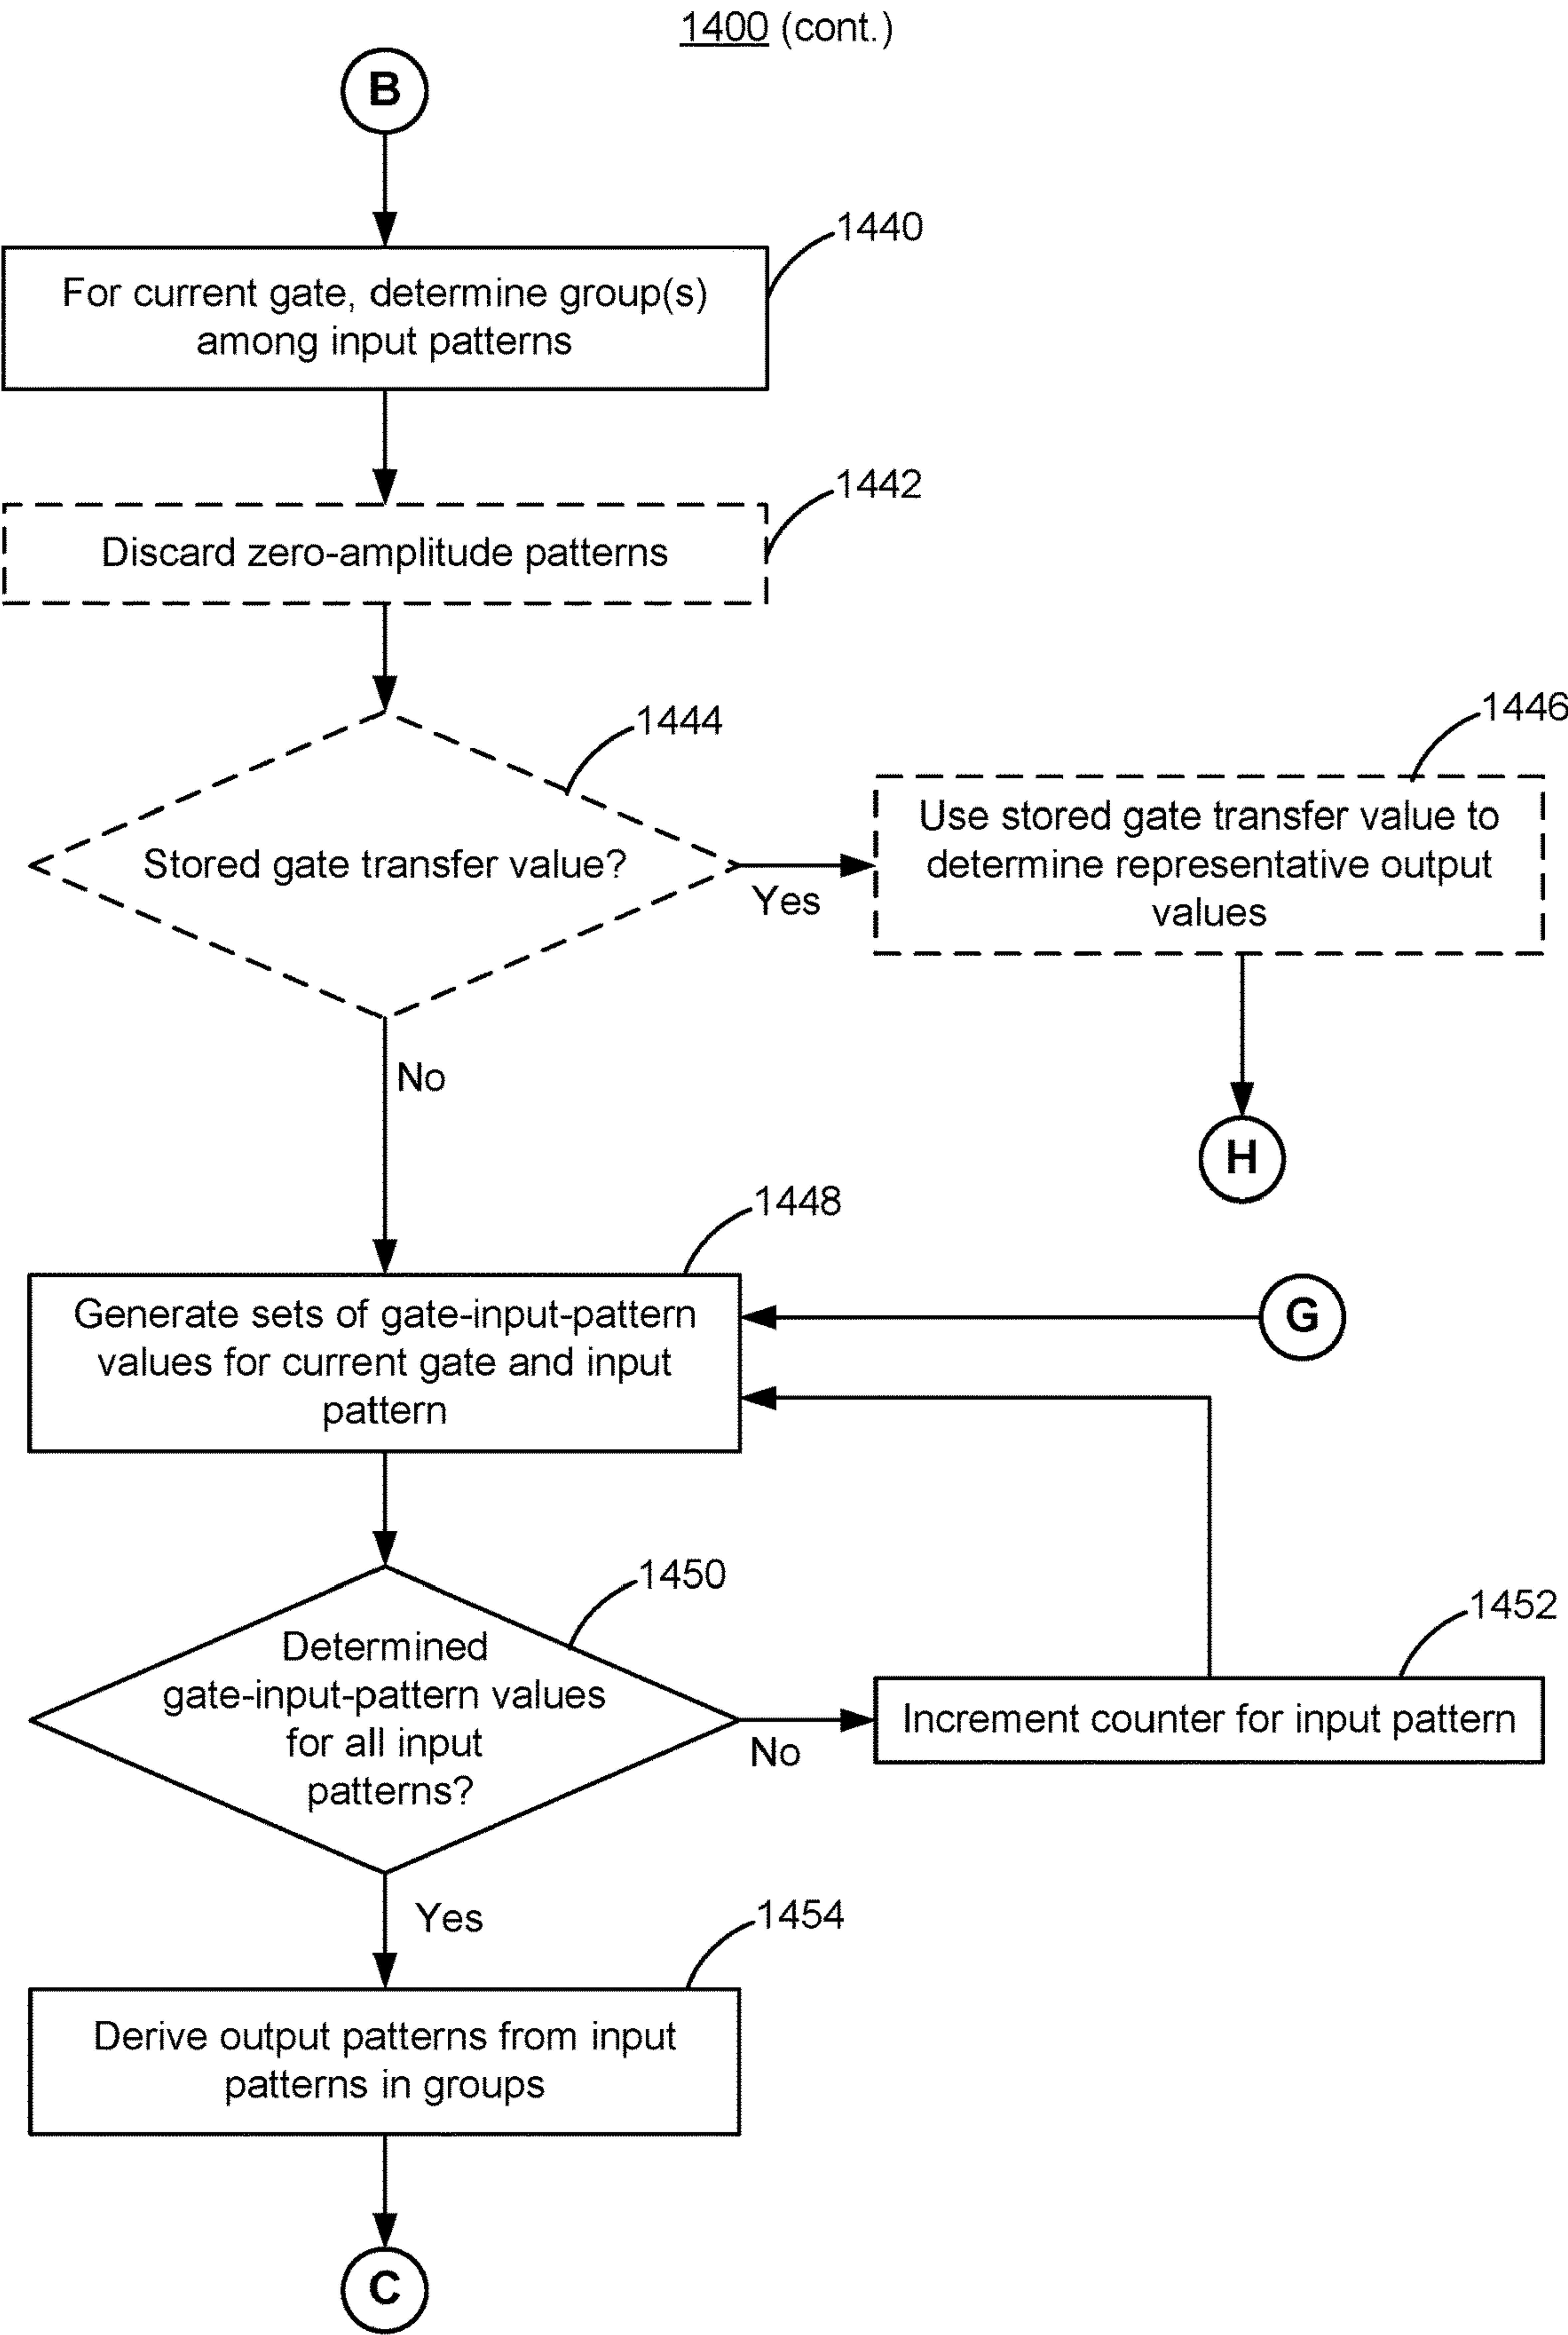 1400 (cont.)
B
1440
For current gate, determine group(s)
among input patterns
1442
Discard zero-amplitude patterns
1444
Stored gate transfer value?
Yes
1446
Use stored gate transfer value to
determine representative output
values
No
H
1448
Generate sets of gate-input-pattern
values for current gate and input
pattern
G
1450
Determined
gate-input-pattern values
for all input
patterns?
No
1452
Increment counter for input pattern
Yes
1454
Derive output patterns from input
patterns in groups
C